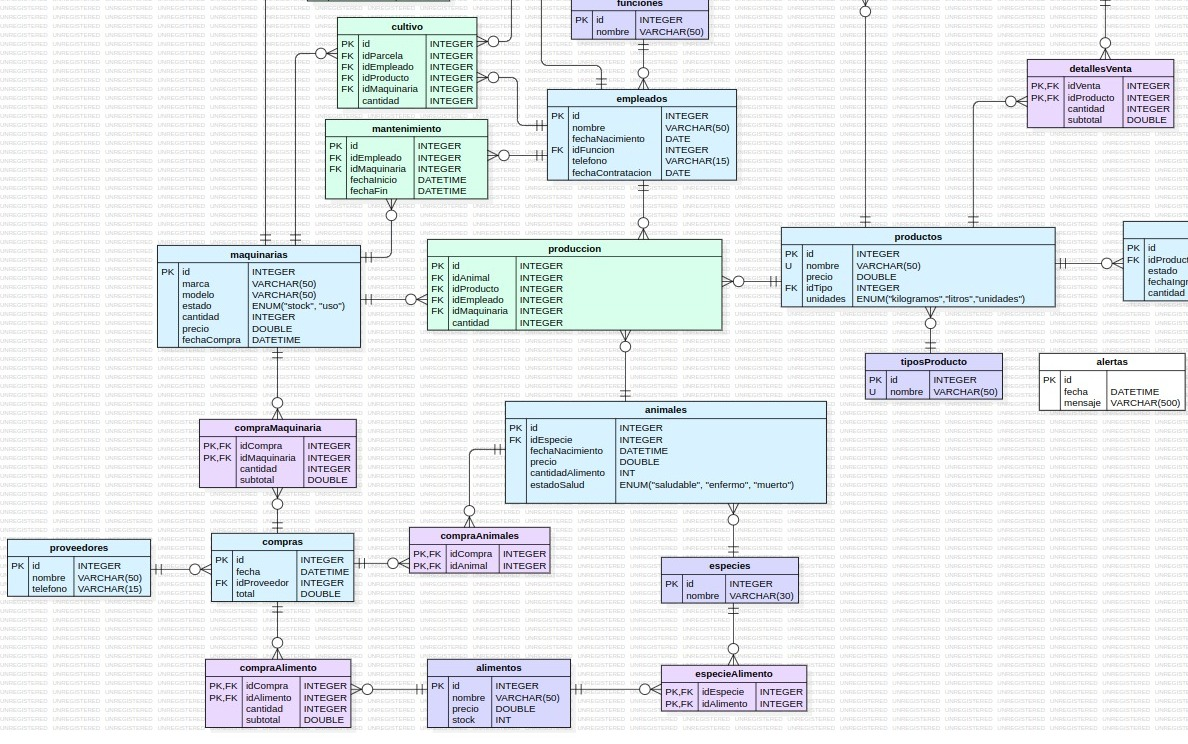 funciones
PK id INTEGER
nombre VARCHAR(50)
cultivo
PK id INTEGER
FK idParcela INTEGER
FK idEmpleado INTEGER
FK idProducto INTEGER
FK idMaquinaria INTEGER
cantidad INTEGER
detallesVenta
PK,FK idVenta INTEGER
PK,FK idProducto INTEGER
cantidad INTEGER
subtotal DOUBLE
empleados
PK id INTEGER
nombre VARCHAR(50)
fechaNacimiento DATE
FK idFuncion INTEGER
telefono VARCHAR(15)
fechaContratacion DATE
mantenimiento
PK id INTEGER
FK idEmpleado INTEGER
FK idMaquinaria INTEGER
fechaInicio DATETIME
fechaFin DATETIME
maquinarias
PK id INTEGER
marca VARCHAR(50)
modelo VARCHAR(50)
estado ENUM("stock", "uso")
cantidad INTEGER
precio DOUBLE
fechaCompra DATETIME
produccion
PK id INTEGER
FK idAnimal INTEGER
FK idProducto INTEGER
FK idEmpleado INTEGER
FK idMaquinaria INTEGER
cantidad INTEGER
productos
PK id INTEGER
U nombre VARCHAR(50)
precio DOUBLE
FK idTipo INTEGER
unidades ENUM("kilogramos","litros","unidades")
PK id
FK idProduct
estado
fechaIngr
cantidad
tiposProducto
PK id INTEGER
U nombre VARCHAR(50)
alertas
PK id
fecha DATETIME
mensaje VARCHAR(500)
compraMaquinaria
PK,FK idCompra INTEGER
PK,FK idMaquinaria INTEGER
cantidad INTEGER
subtotal DOUBLE
animales
PK id INTEGER
FK idEspecie INTEGER
fechaNacimiento DATETIME
precio DOUBLE
cantidadAlimento INT
estadoSalud ENUM("saludable", "enfermo", "muerto")
proveedores
PK id INTEGER
nombre VARCHAR(50)
telefono VARCHAR(15)
compras
PK id INTEGER
fecha DATETIME
FK idProveedor INTEGER
total DOUBLE
compraAnimales
PK,FK idCompra INTEGER
PK,FK idAnimal INTEGER
especies
PK id INTEGER
nombre VARCHAR(30)
compraAlimento
PK,FK idCompra INTEGER
PK,FK idAlimento INTEGER
cantidad INTEGER
subtotal DOUBLE
alimentos
PK id INTEGER
nombre VARCHAR(50)
precio DOUBLE
stock INT
especieAlimento
PK,FK idEspecie INTEGER
PK,FK idAlimento INTEGER